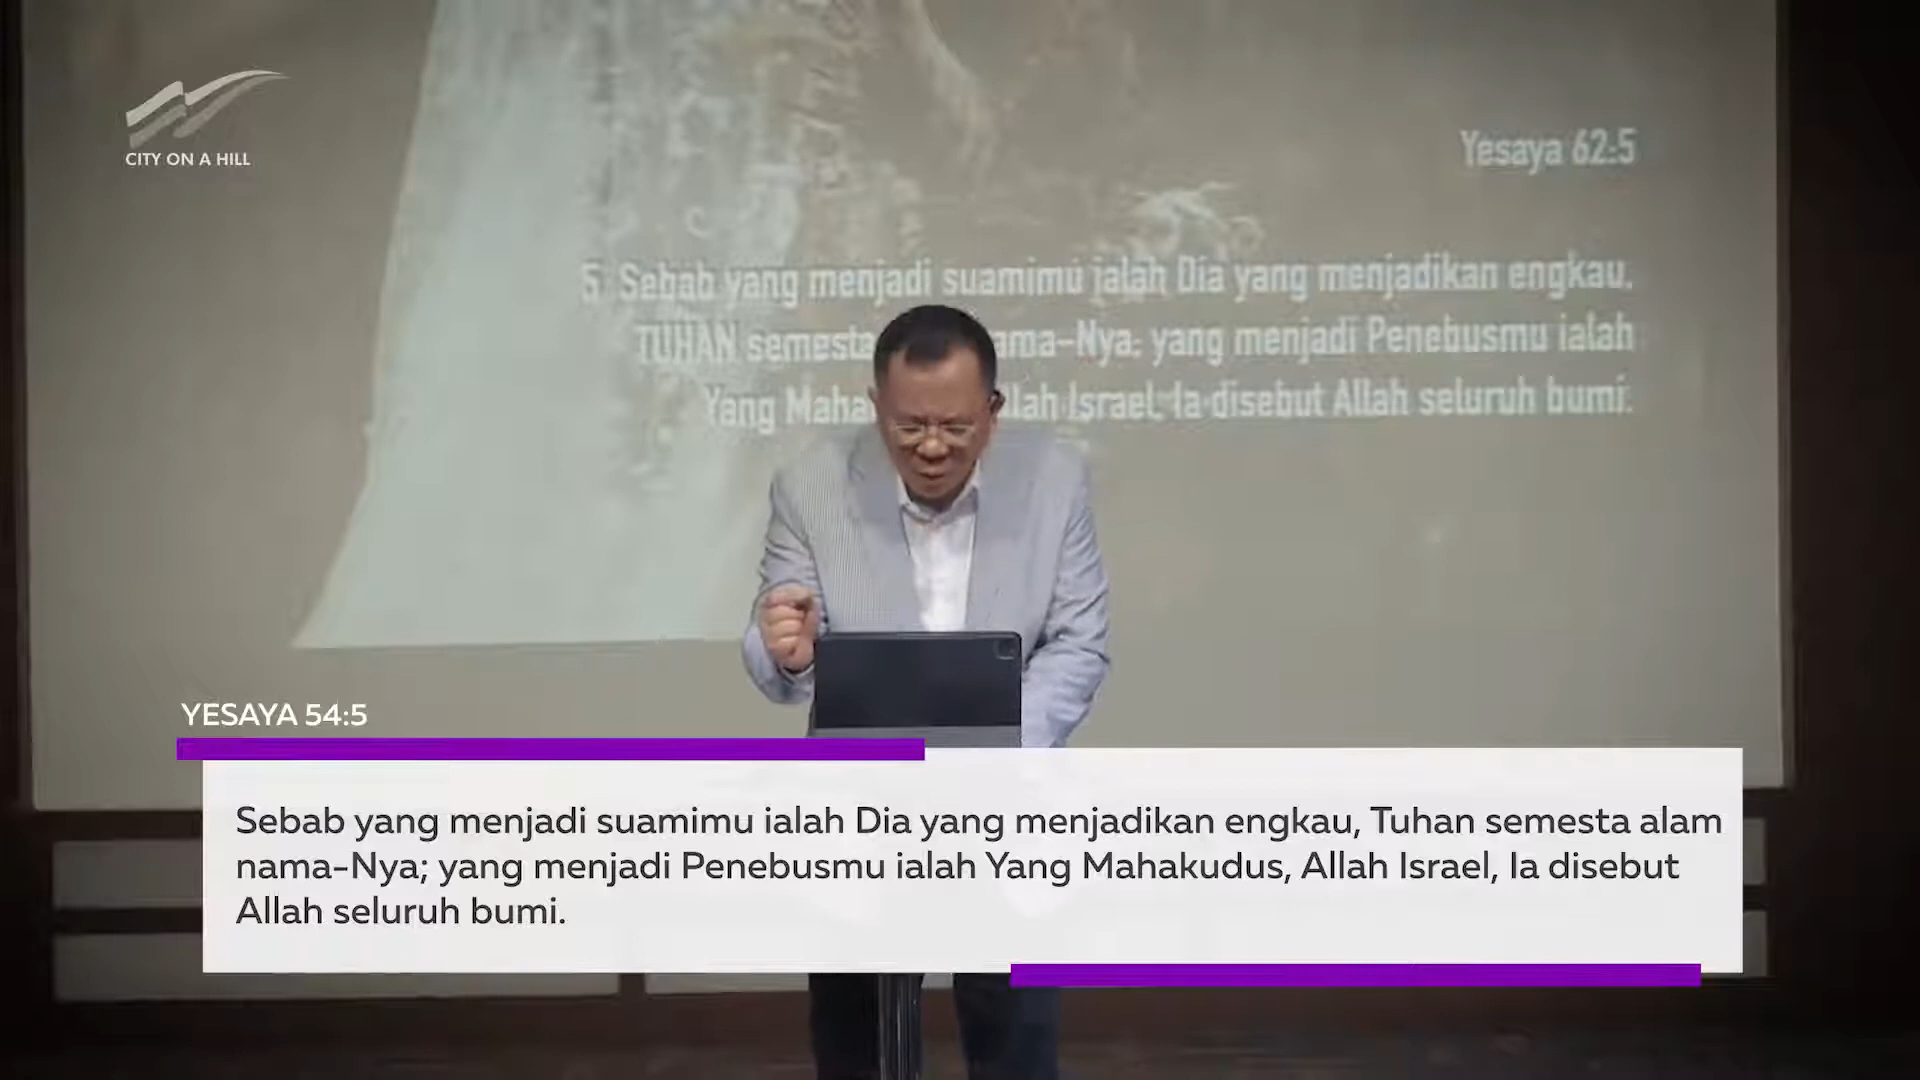 CITY ON A HILL
Yesaya 62:5
5 Sebab yang menjadi suamimu ialah Dia yang menjadikan engkau,
TUHAN semesta ama-Nya; yang menjadi Penebusmu ialah
Yang Maha llah Israel, Ia disebut Allah seluruh bumi.
YESAYA 54:5
Sebab yang menjadi suamimu ialah Dia yang menjadikan engkau, Tuhan semesta alam
nama-Nya; yang menjadi Penebusmu ialah Yang Mahakudus, Allah Israel, Ia disebut
Allah seluruh bumi.